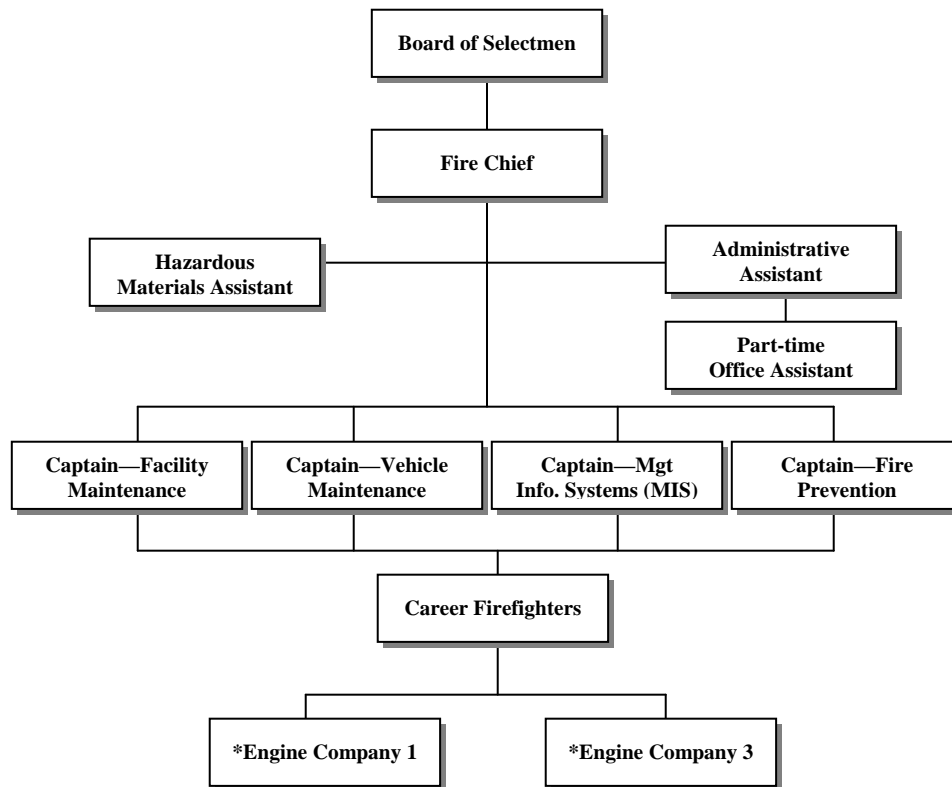 Board of Selectmen
Fire Chief
Hazardous
Materials Assistant
Administrative
Assistant
Part-time
Office Assistant
Captain—Facility
Maintenance
Captain—Vehicle
Maintenance
Captain—Mgt
Info. Systems (MIS)
Captain—Fire
Prevention
Career Firefighters
*Engine Company 1
*Engine Company 3